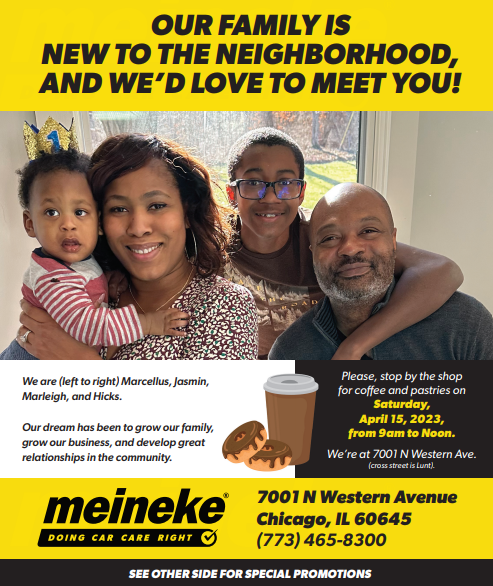 OUR FAMILY IS
NEW TO THE NEIGHBORHOOD,
AND WE'D LOVE TO MEET YOU!
1
We are (left to right) Marcellus, Jasmin,
Marleigh, and Hicks.
Our dream has been to grow our family,
grow our business, and develop great
relationships in the community.
Please, stop by the shop
for coffee and pastries on
Saturday,
April 15, 2023,
from 9am to Noon.
We're at 7001 N Western Ave.
(cross street is Lunt).
meineke®
DOING CAR CARE RIGHT
7001 N Western Avenue
Chicago, IL 60645
(773) 465-8300
SEE OTHER SIDE FOR SPECIAL PROMOTIONS